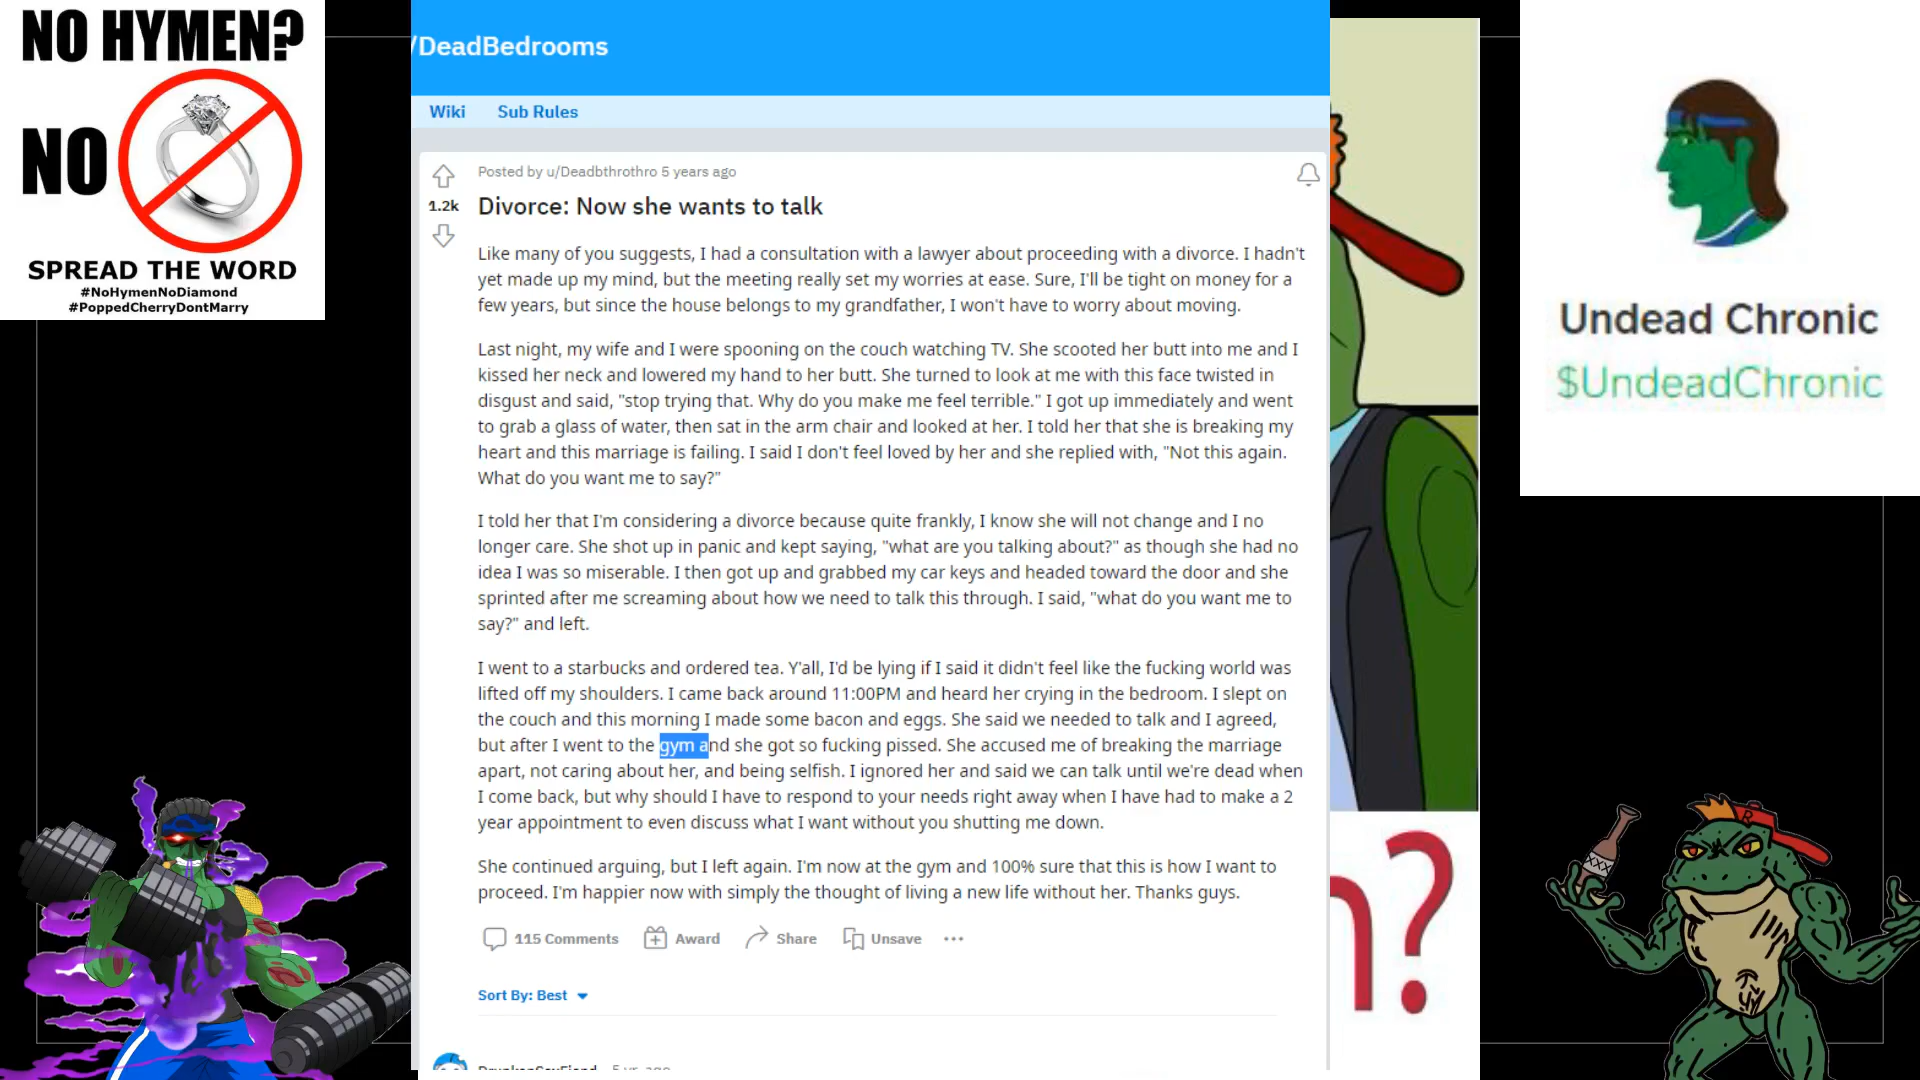 NO HYMEN?
NO
SPREAD THE WORD
#NoHymenNoDiamond
#PoppedCherryDontMarry
/DeadBedrooms
Wiki Sub Rules
Posted by u/Deadbthrothro 5 years ago
1.2k
Divorce: Now she wants to talk
Like many of you suggests, I had a consultation with a lawyer about proceeding with a divorce. I hadn't
yet made up my mind, but the meeting really set my worries at ease. Sure, I'll be tight on money for a
few years, but since the house belongs to my grandfather, I won't have to worry about moving.
Last night, my wife and I were spooning on the couch watching TV. She scooted her butt into me and I
kissed her neck and lowered my hand to her butt. She turned to look at me with this face twisted in
disgust and said, "stop trying that. Why do you make me feel terrible." I got up immediately and went
to grab a glass of water, then sat in the arm chair and looked at her. I told her that she is breaking my
heart and this marriage is failing. I said I don't feel loved by her and she replied with, "Not this again.
What do you want me to say?"
I told her that I'm considering a divorce because quite frankly, I know she will not change and I no
longer care. She shot up in panic and kept saying, "what are you talking about?" as though she had no
idea I was so miserable. I then got up and grabbed my car keys and headed toward the door and she
sprinted after me screaming about how we need to talk this through. I said, "what do you want me to
say?" and left.
I went to a starbucks and ordered tea. Y'all, I'd be lying if I said it didn't feel like the fucking world was
lifted off my shoulders. I came back around 11:00PM and heard her crying in the bedroom. I slept on
the couch and this morning I made some bacon and eggs. She said we needed to talk and I agreed,
but after I went to the gym and she got so fucking pissed. She accused me of breaking the marriage
apart, not caring about her, and being selfish. I ignored her and said we can talk until we're dead when
I come back, but why should I have to respond to your needs right away when I have had to make a 2
year appointment to even discuss what I want without you shutting me down.
She continued arguing, but I left again. I'm now at the gym and 100% sure that this is how I want to
proceed. I'm happier now with simply the thought of living a new life without her. Thanks guys.
115 Comments Award Share Unsave
Sort By: Best
Undead Chronic
$UndeadChronic
R
?